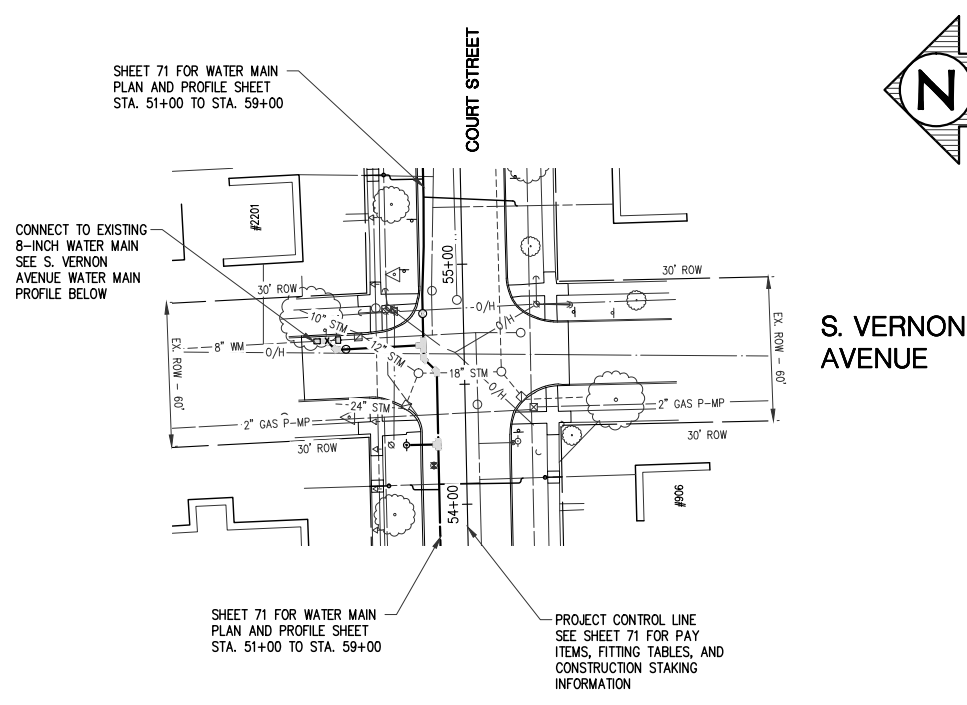 COURT STREET
N
SHEET 71 FOR WATER MAIN
PLAN AND PROFILE SHEET
STA. 51+00 TO STA. 59+00
#2201
CONNECT TO EXISTING
8-INCH WATER MAIN
SEE S. VERNON
AVENUE WATER MAIN
PROFILE BELOW
55+00
30' ROW
30' ROW
O/H
10" STM
O/H
8" WM
O/H
12" STM
18" STM
O/H
EX. ROW - 60'
EX. ROW - 60'
S. VERNON
AVENUE
24" STM
2" GAS P-MP
2" GAS P-MP
30' ROW
30' ROW
54+00
#906
SHEET 71 FOR WATER MAIN
PLAN AND PROFILE SHEET
STA. 51+00 TO STA. 59+00
PROJECT CONTROL LINE
SEE SHEET 71 FOR PAY
ITEMS, FITTING TABLES, AND
CONSTRUCTION STAKING
INFORMATION